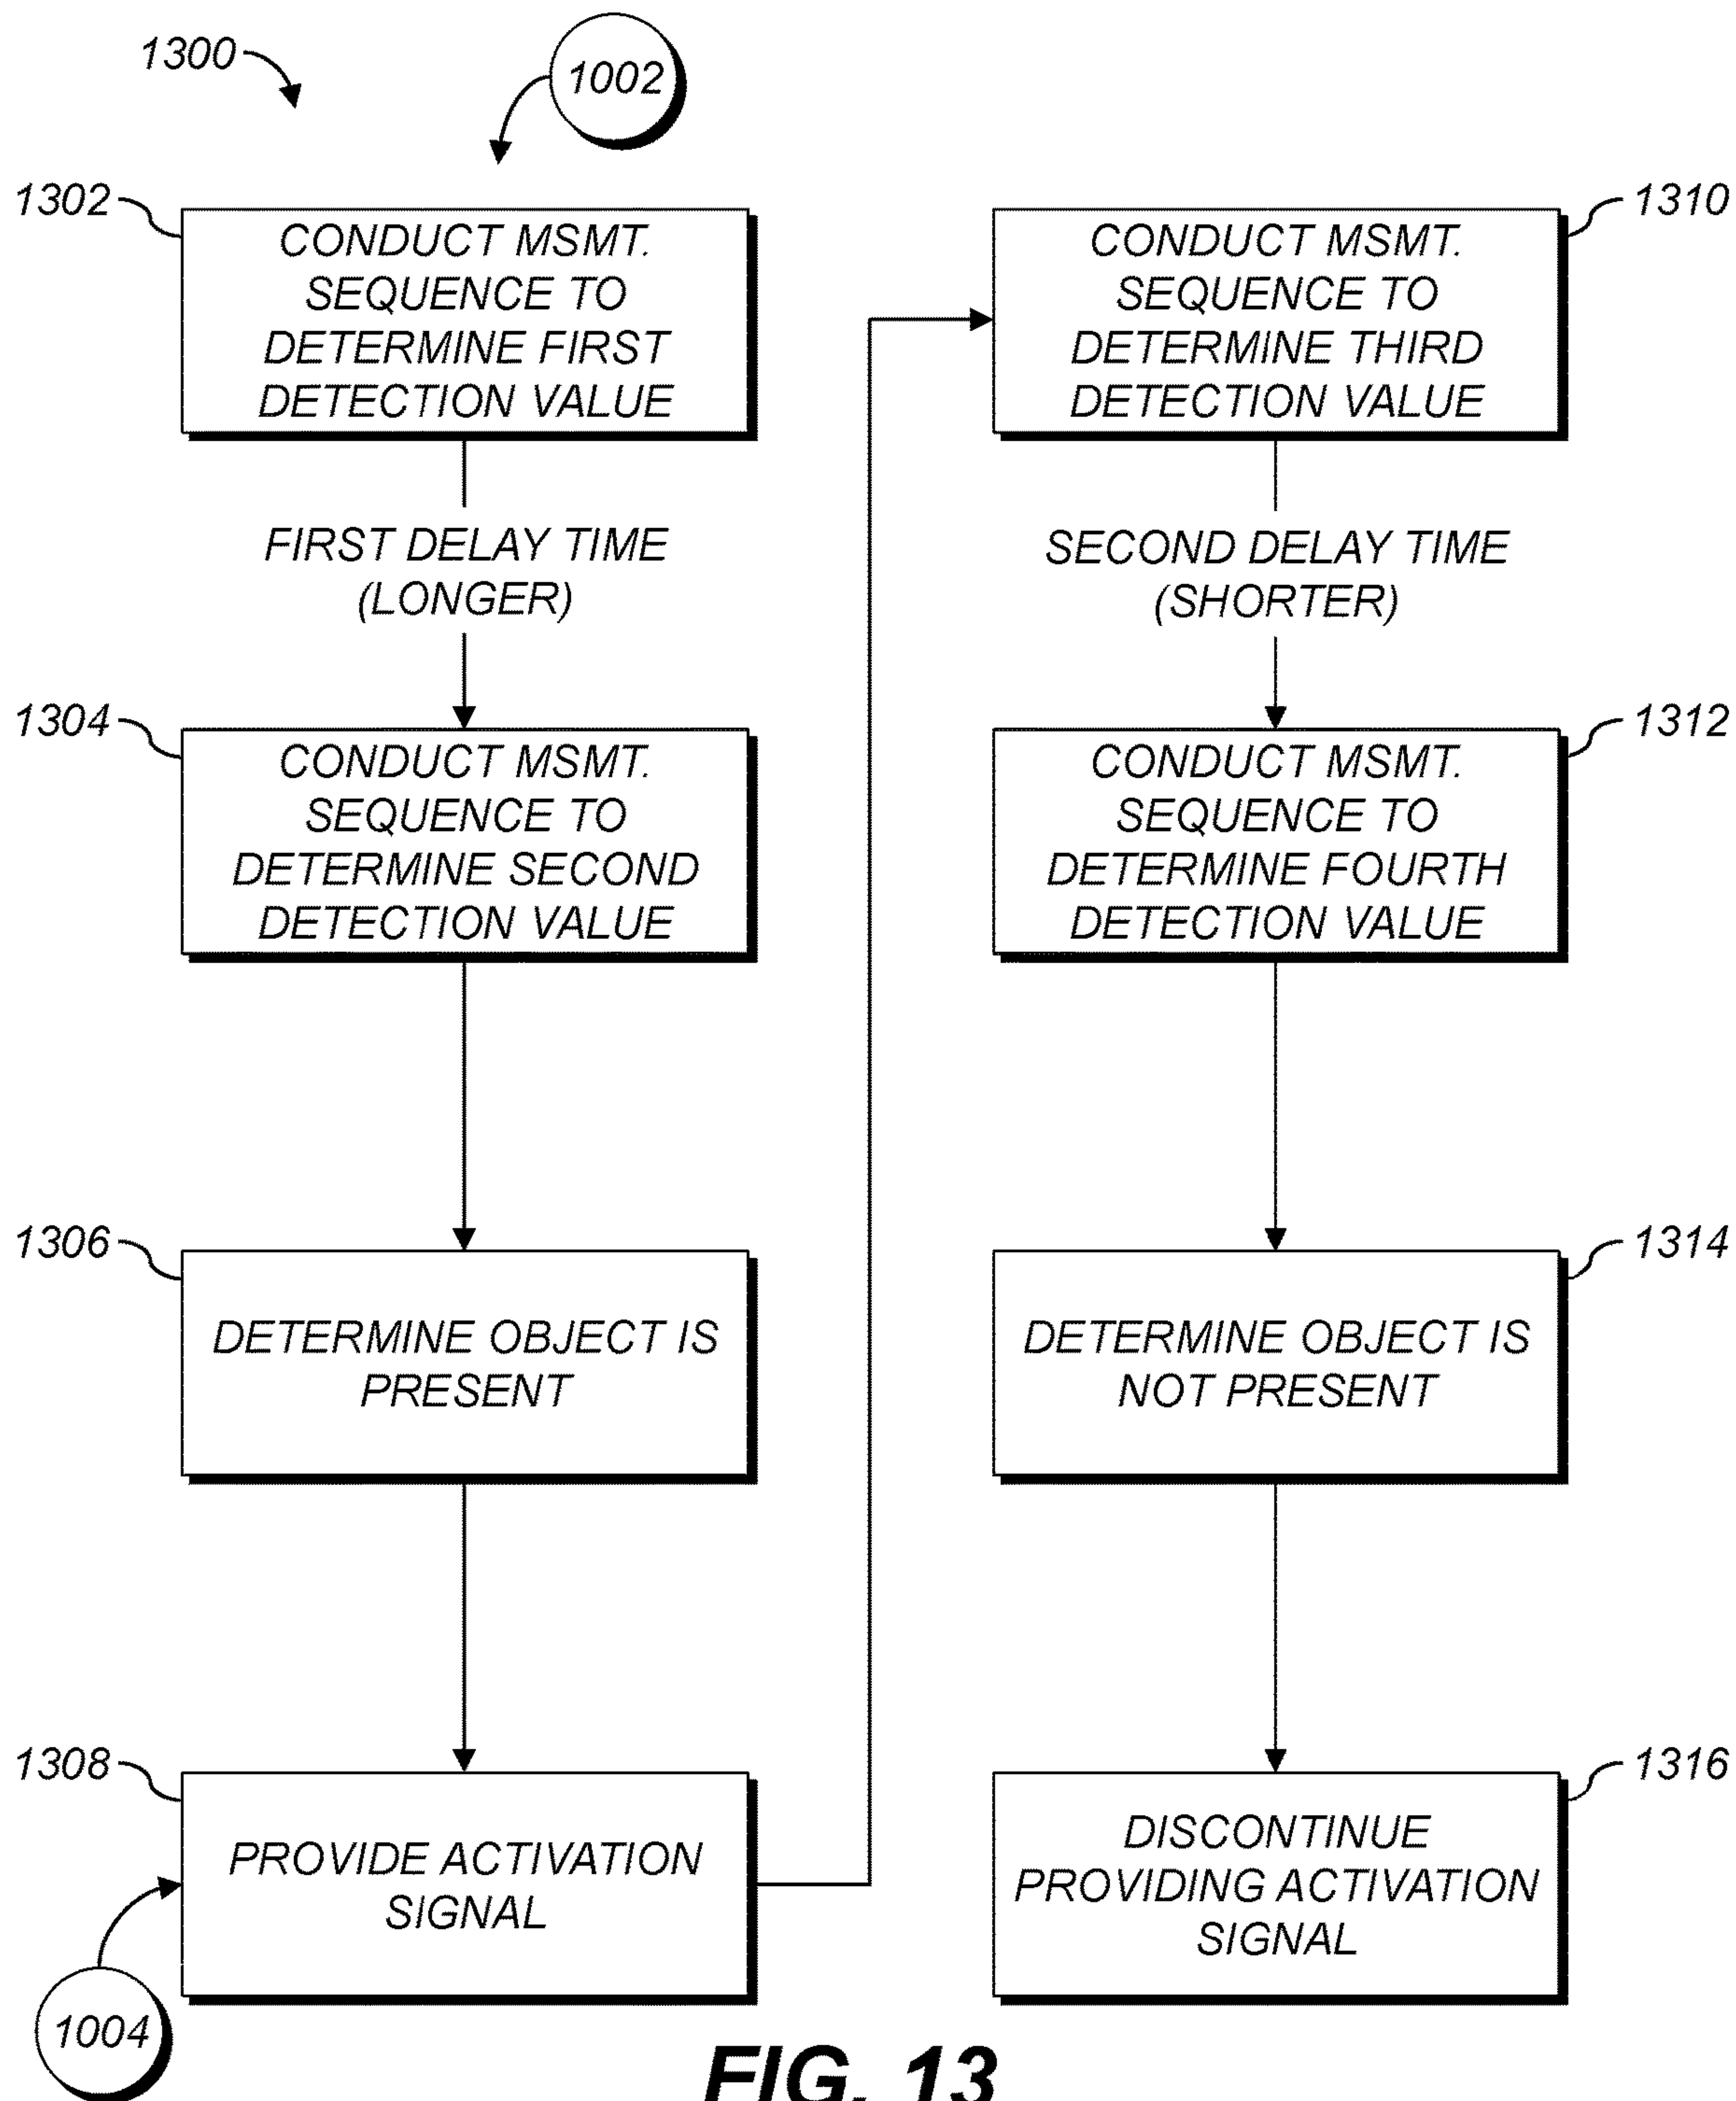 1300
1002
1302
CONDUCT MSMT.
SEQUENCE TO
DETERMINE FIRST
DETECTION VALUE
FIRST DELAY TIME
(LONGER)
1304
CONDUCT MSMT.
SEQUENCE TO
DETERMINE SECOND
DETECTION VALUE
1306
DETERMINE OBJECT IS
PRESENT
1308
PROVIDE ACTIVATION
SIGNAL
1004
1310
CONDUCT MSMT.
SEQUENCE TO
DETERMINE THIRD
DETECTION VALUE
SECOND DELAY TIME
(SHORTER)
1312
CONDUCT MSMT.
SEQUENCE TO
DETERMINE FOURTH
DETECTION VALUE
1314
DETERMINE OBJECT IS
NOT PRESENT
1316
DISCONTINUE
PROVIDING ACTIVATION
SIGNAL
FIG. 13